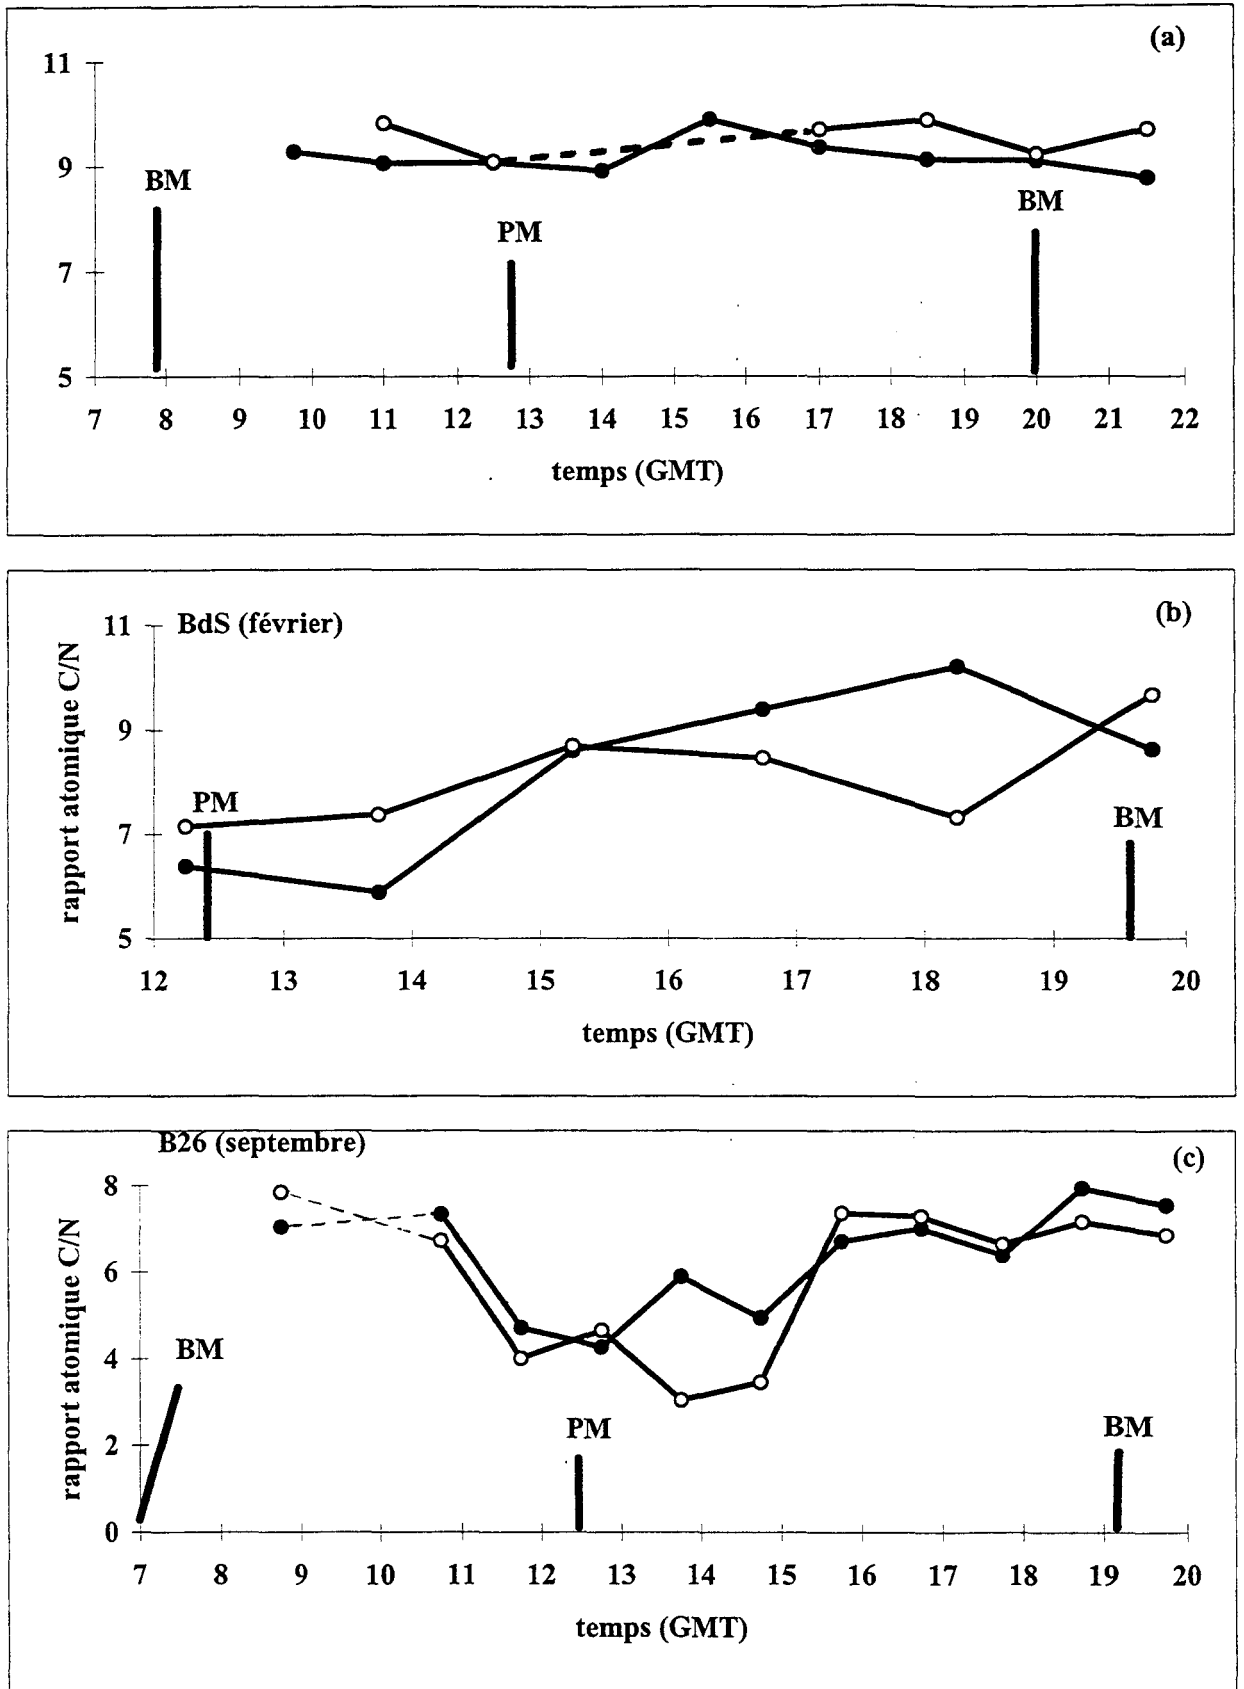 (a)
11
9
7
5
BM
PM
BM
7 8 9 10 11 12 13 14 15 16 17 18 19 20 21 22
temps (GMT)
BdS (février)
(b)
rapport atomique C/N
11
9
7
5
PM
BM
12 13 14 15 16 17 18 19 20
temps (GMT)
B26 (septembre)
(c)
rapport atomique C/N
8
6
4
2
0
BM
PM
BM
7 8 9 10 11 12 13 14 15 16 17 18 19 20
temps (GMT)